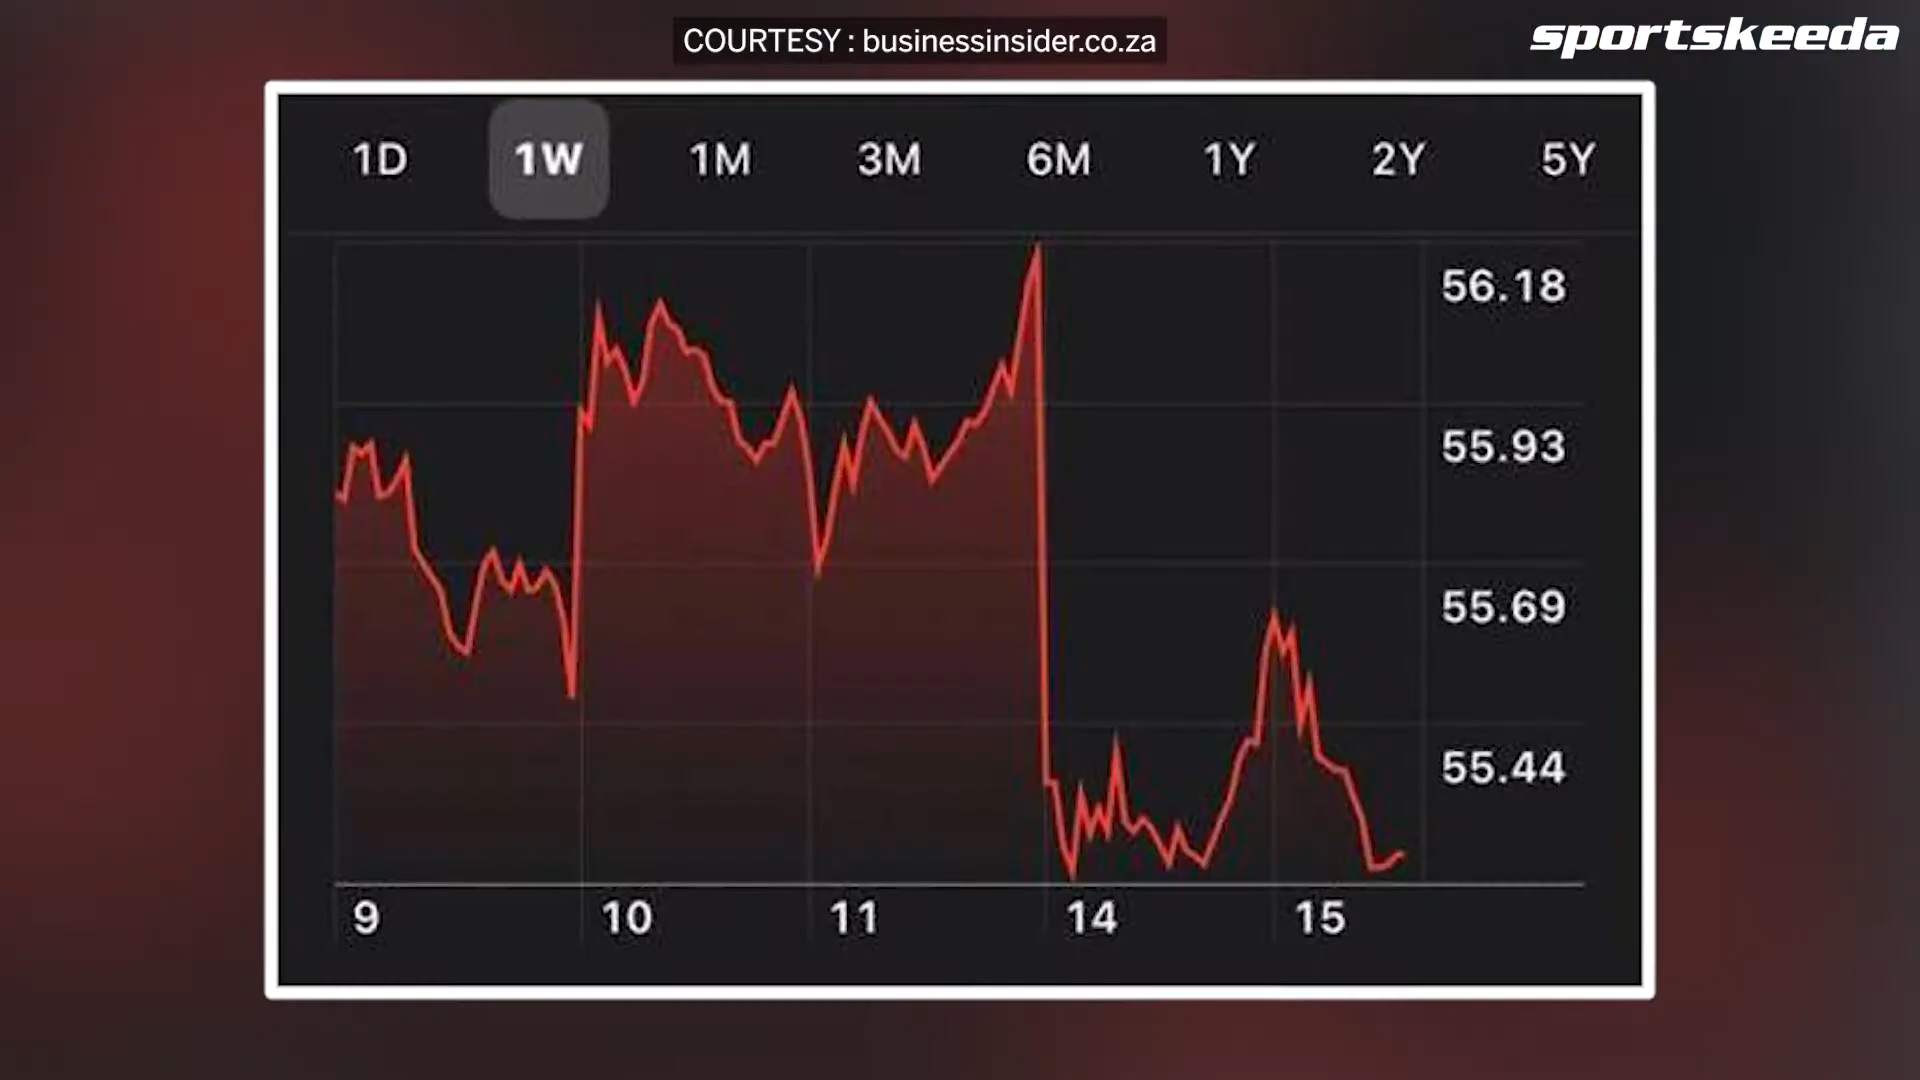 COURTESY : businessinsider.co.za
sportskeeda
1D 1W 1M 3M 6M 1Y 2Y 5Y
56.18
55.93
55.69
55.44
9 10 11 14 15